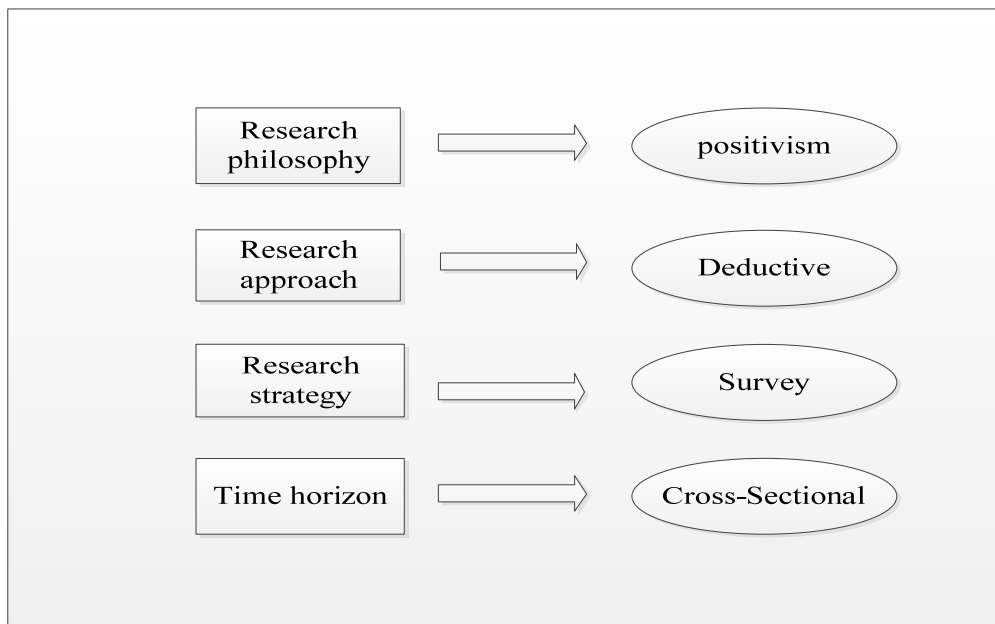 Research
philosophy
positivism
Research
approach
Deductive
Research
strategy
Survey
Time horizon
Cross-Sectional